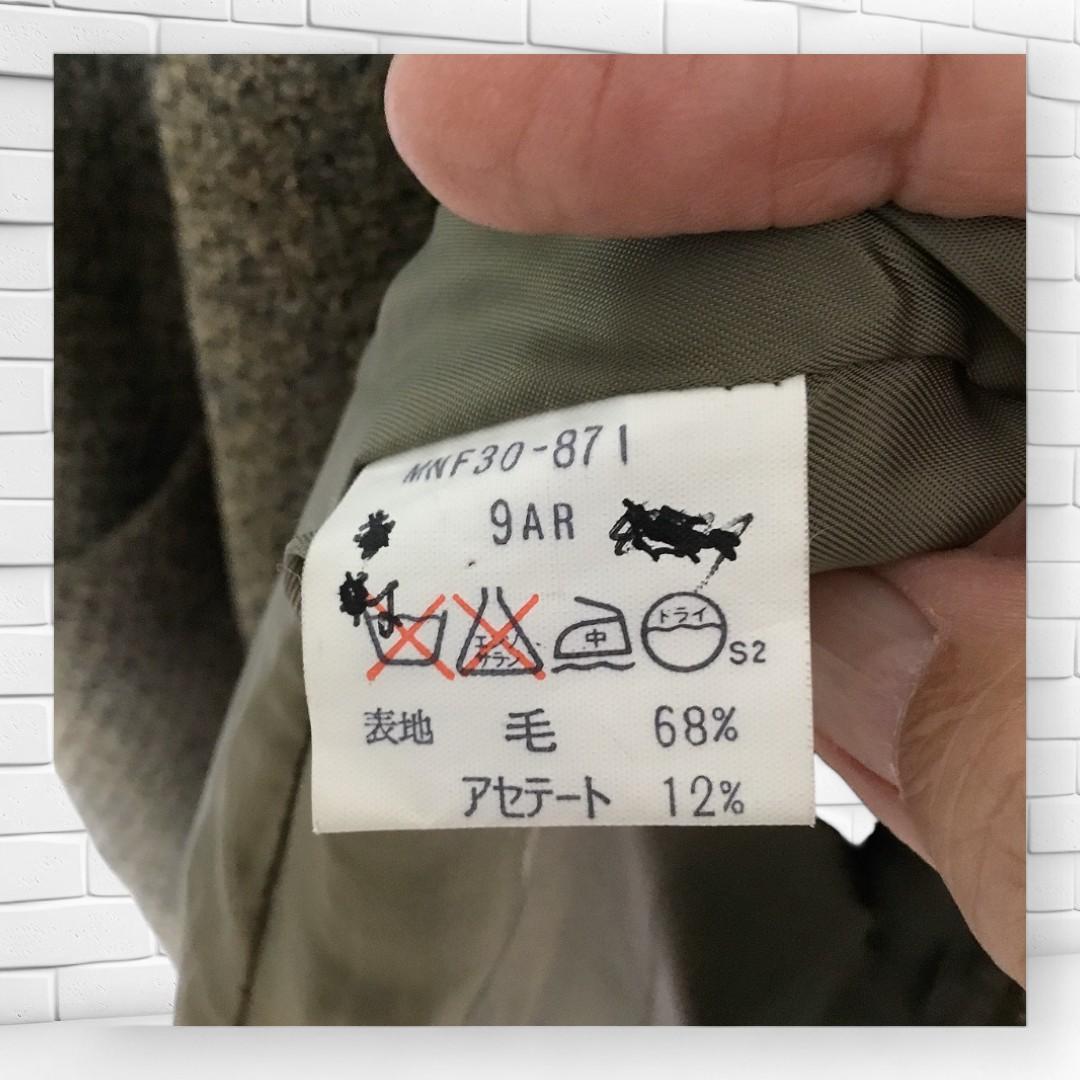 MNF30-871
9AR
エンソ サラシ 中 ドライ S2
表地 毛 68%
アセテート 12%